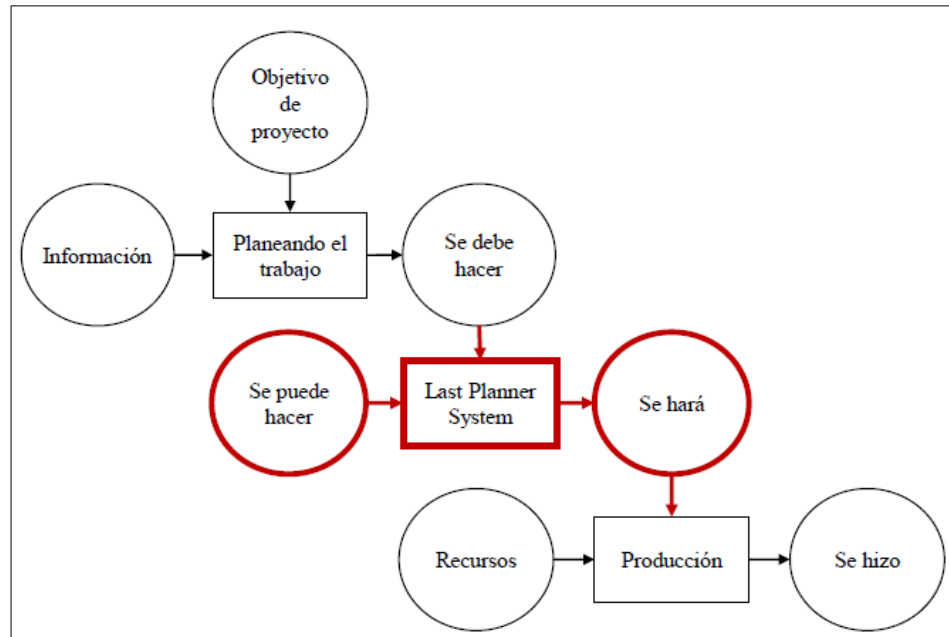 Objetivo
de
proyecto
Información
Planeando el
trabajo
Se debe
hacer
Se puede
hacer
Last Planner
System
Se hará
Recursos
Producción
Se hizo